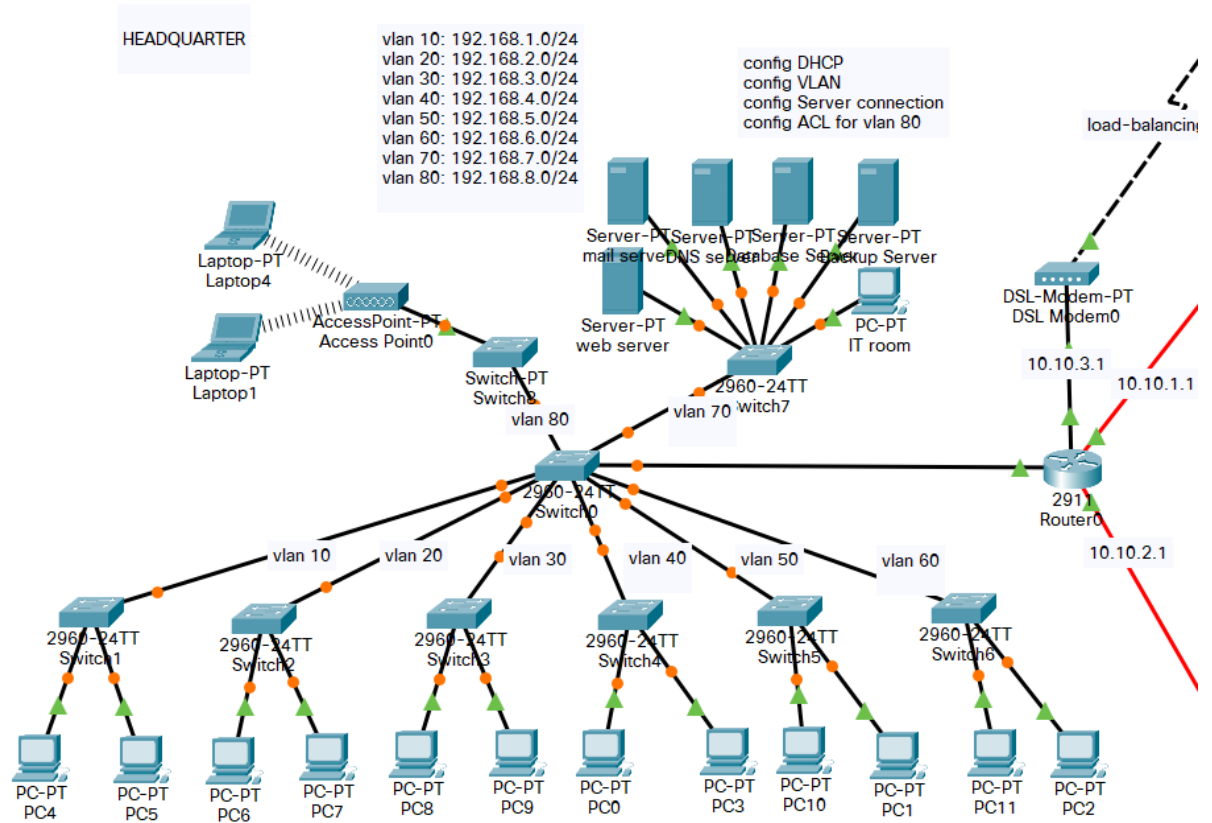 HEADQUARTER
vlan 10: 192.168.1.0/24
vlan 20: 192.168.2.0/24
vlan 30: 192.168.3.0/24
vlan 40: 192.168.4.0/24
vlan 50: 192.168.5.0/24
vlan 60: 192.168.6.0/24
vlan 70: 192.168.7.0/24
vlan 80: 192.168.8.0/24
config DHCP
config VLAN
config Server connection
config ACL for vlan 80
load-balancing
Laptop-PT
Laptop4
Server-PT
mail server
Server-PT
DNS server
Server-PT
Database Server
Server-PT
Backup Server
AccessPoint-PT
Access Point0
Laptop-PT
Laptop1
Server-PT
web server
PC-PT
IT room
DSL-Modem-PT
DSL Modem0
Switch-PT
Switch8
2960-24TT
Switch7
10.10.3.1
10.10.1.1
vlan 80
vlan 70
2960-24TT
Switch0
2911
Router0
10.10.2.1
vlan 10
vlan 20
vlan 30
vlan 40
vlan 50
vlan 60
2960-24TT
Switch1
2960-24TT
Switch2
2960-24TT
Switch3
2960-24TT
Switch4
2960-24TT
Switch5
2960-24TT
Switch6
PC-PT
PC4
PC-PT
PC5
PC-PT
PC6
PC-PT
PC7
PC-PT
PC8
PC-PT
PC9
PC-PT
PC0
PC-PT
PC3
PC-PT
PC10
PC-PT
PC1
PC-PT
PC11
PC-PT
PC2